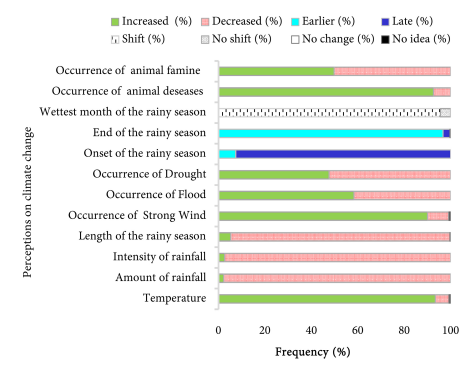 Increased (%) Decreased (%) Earlier (%) Late (%)
Shift (%) No shift (%) No change (%) No idea (%)
Perceptions on climate change
Occurrence of animal famine
Occurrence of animal deseases
Wettest month of the rainy season
End of the rainy season
Onset of the rainy season
Occurrence of Drought
Occurrence of Flood
Occurrence of Strong Wind
Length of the rainy season
Intensity of rainfall
Amount of rainfall
Temperature
0 20 40 60 80 100
Frequency (%)